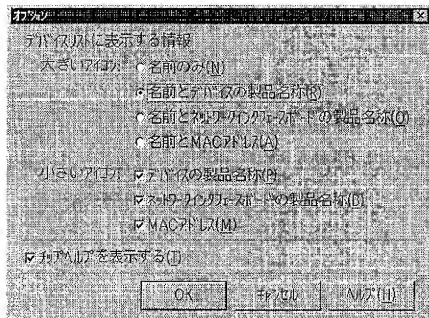 オプション
デバイスリストに表示する情報
大きいアイコン
名前のみ(N)
名前とデバイスの製品名称(R)
名前とネットワークインタフェースボードの製品名称(O)
名前とMACアドレス(A)
小さいアイコン
デバイスの製品名称(P)
ネットワークインタフェースボードの製品名称(D)
MACアドレス(M)
チップヘルプを表示する(T)
OK
キャンセル
ヘルプ(H)